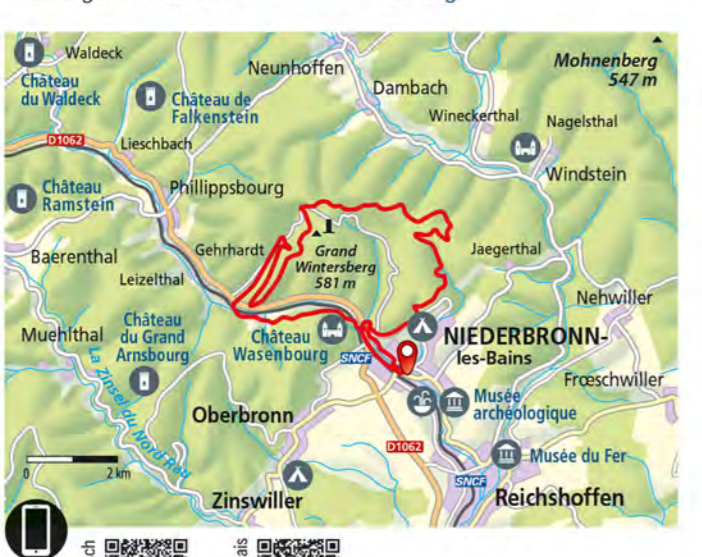 Waldeck
Château
du Waldeck
Neunhoffen
Mohnenberg
547 m
Château de
Falkenstein
Dambach
Wineckerthal
Nagelsthal
D1062
Lieschbach
Windstein
Château
Ramstein
Phillippsbourg
Baerenthal
Gehrhardt
Grand
Wintersberg
581 m
Jaegerthal
Leizelthal
Nehwiller
Muehlthal
Château
du Grand
Arnsbourg
Château
Wasenbourg
SNCF
NIEDERBRONN-
les-Bains
Frœschwiller
La Zinsel du Nord
Musée
archéologique
Oberbronn
D1062
Musée du Fer
0
2 km
SNCF
Zinswiller
Reichshoffen
ch
ais